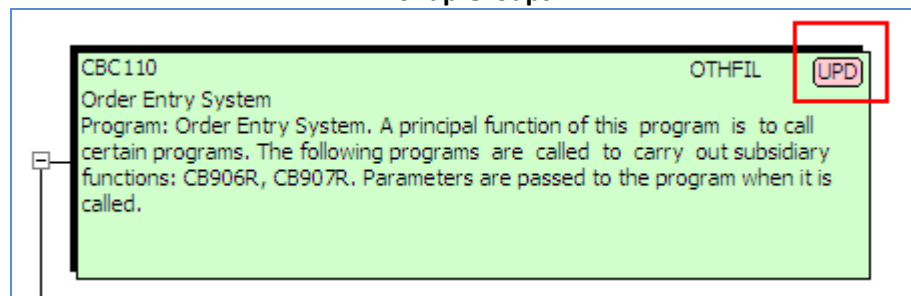 CBC110 OTHFIL UPD
Order Entry System
Program: Order Entry System. A principal function of this program is to call
certain programs. The following programs are called to carry out subsidiary
functions: CB906R, CB907R. Parameters are passed to the program when it is
called.